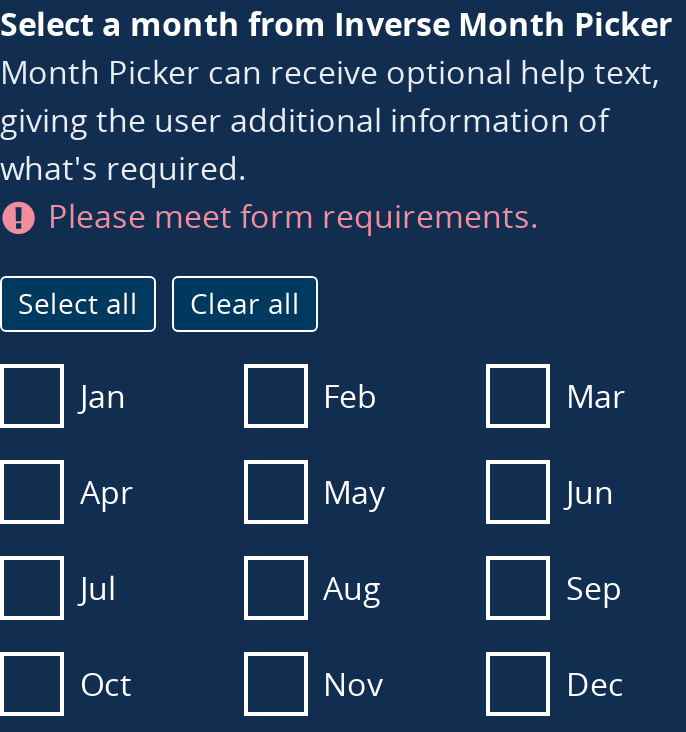 Select a month from Inverse Month Picker
Month Picker can receive optional help text,
giving the user additional information of
what's required.
Please meet form requirements.
Select all Clear all
Jan Feb Mar
Apr May Jun
Jul Aug Sep
Oct Nov Dec